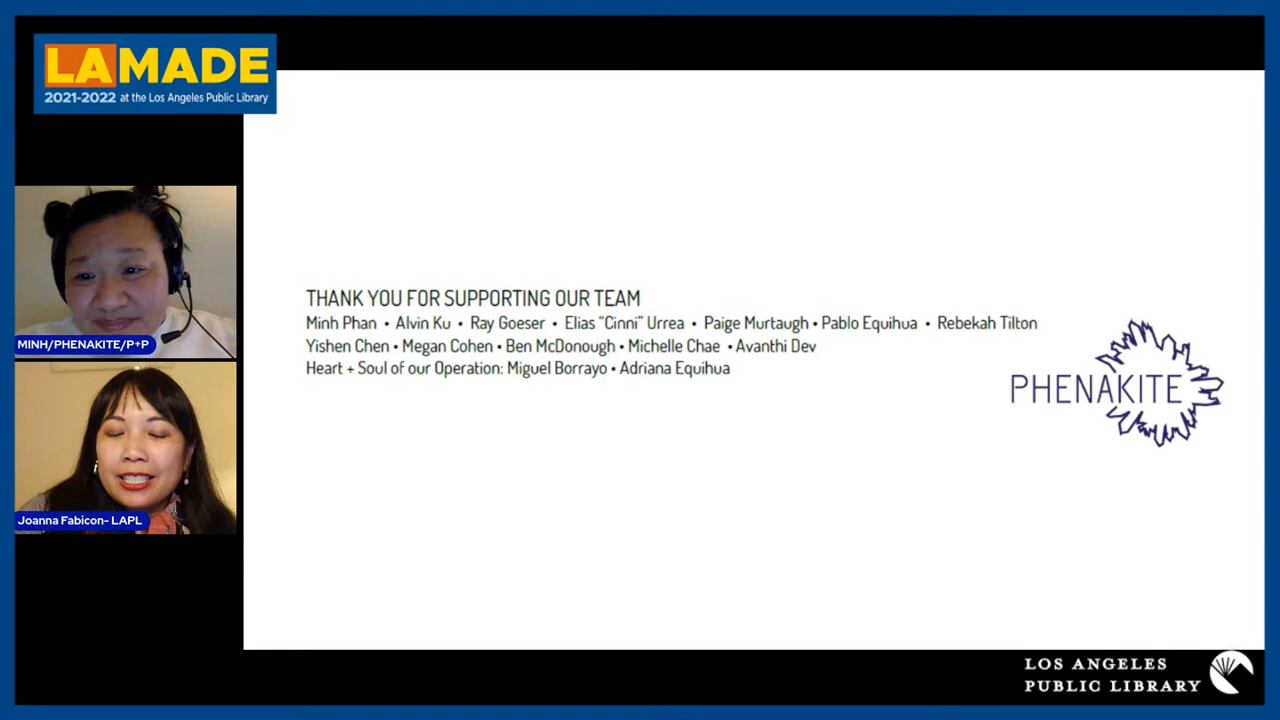 LA MADE
2021-2022 at the Los Angeles Public Library
MINH/PHENAKITE/P+P
Joanna Fabicon- LAPL
THANK YOU FOR SUPPORTING OUR TEAM
Minh Phan • Alvin Ku • Ray Goeser • Elias "Cinni" Urrea • Paige Murtaugh • Pablo Equihua • Rebekah Tilton
Yishen Chen • Megan Cohen • Ben McDonough • Michelle Chae • Avanthi Dev
Heart + Soul of our Operation: Miguel Borrayo • Adriana Equihua
PHENAKITE
LOS ANGELES
PUBLIC LIBRARY